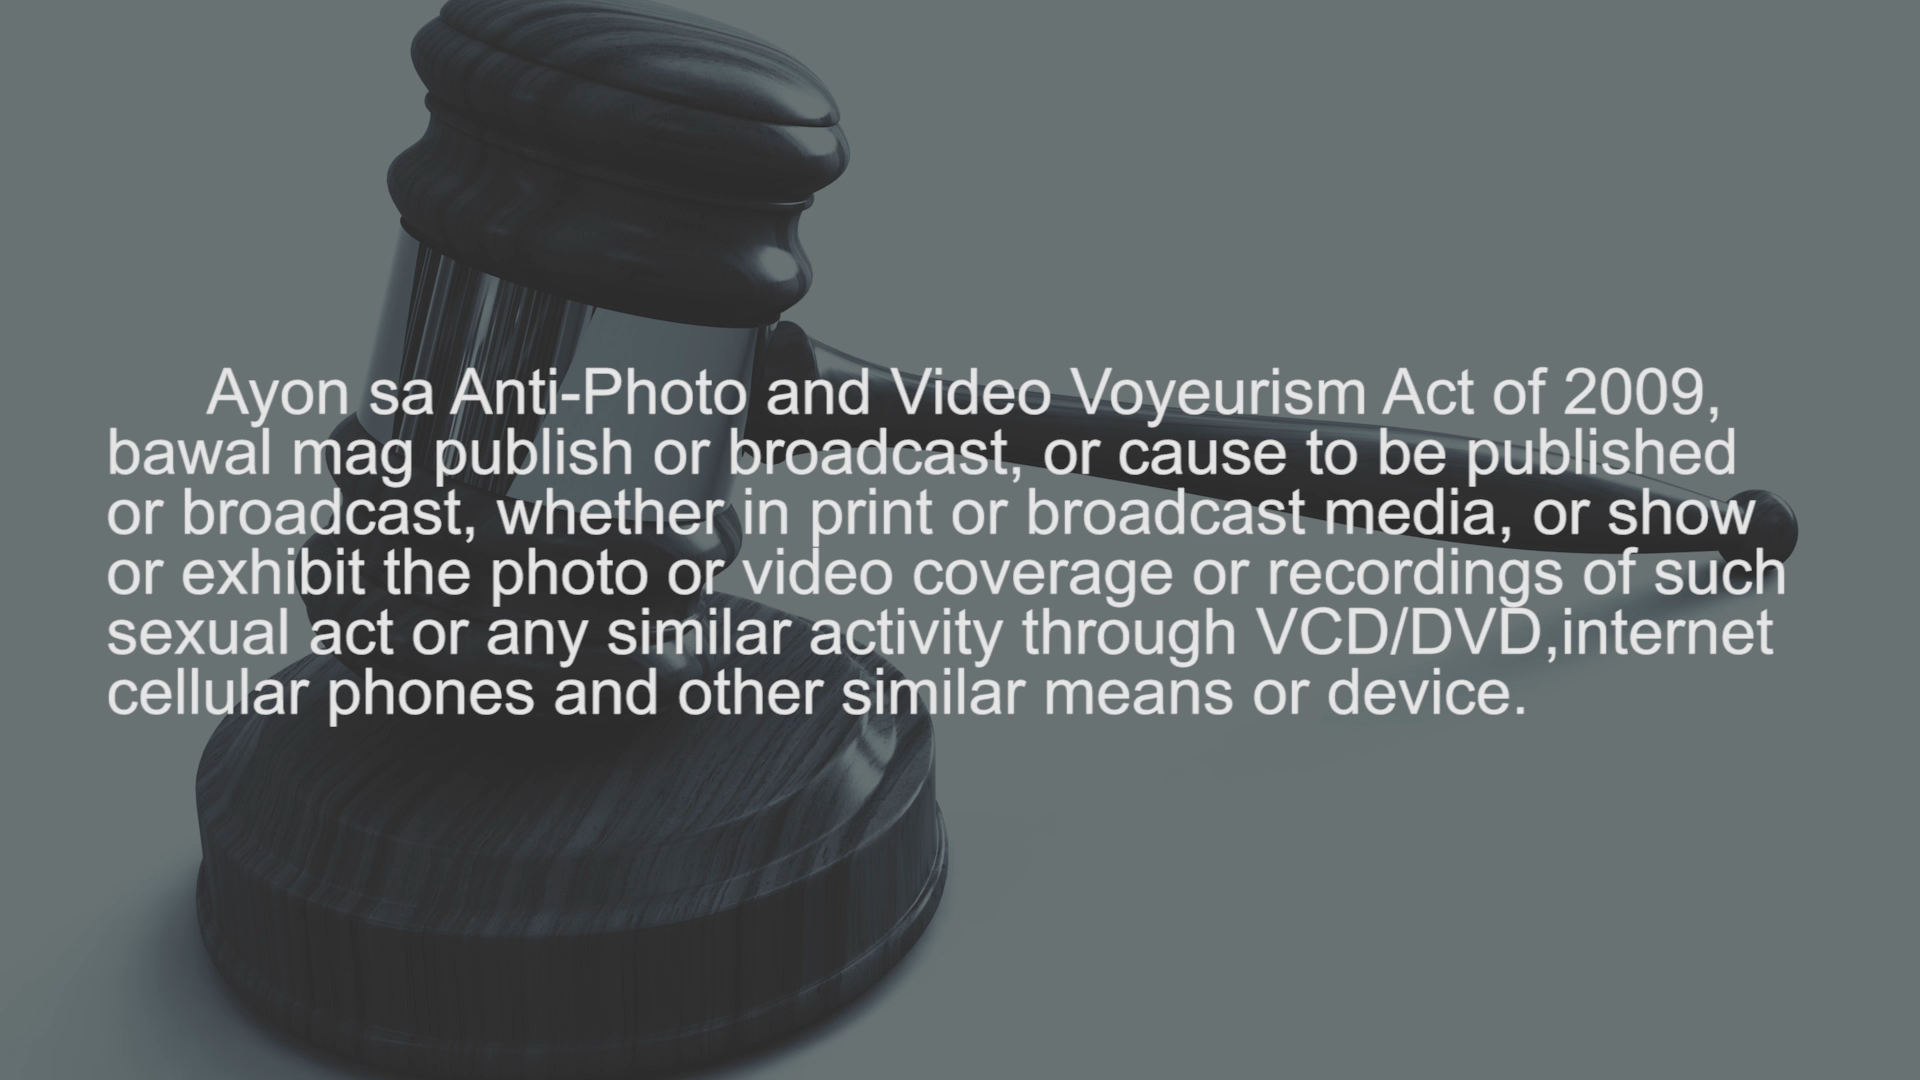 Ayon sa Anti-Photo and Video Voyeurism Act of 2009,
bawal mag publish or broadcast, or cause to be published
or broadcast, whether in print or broadcast media, or show
or exhibit the photo or video coverage or recordings of such
sexual act or any similar activity through VCD/DVD,internet
cellular phones and other similar means or device.